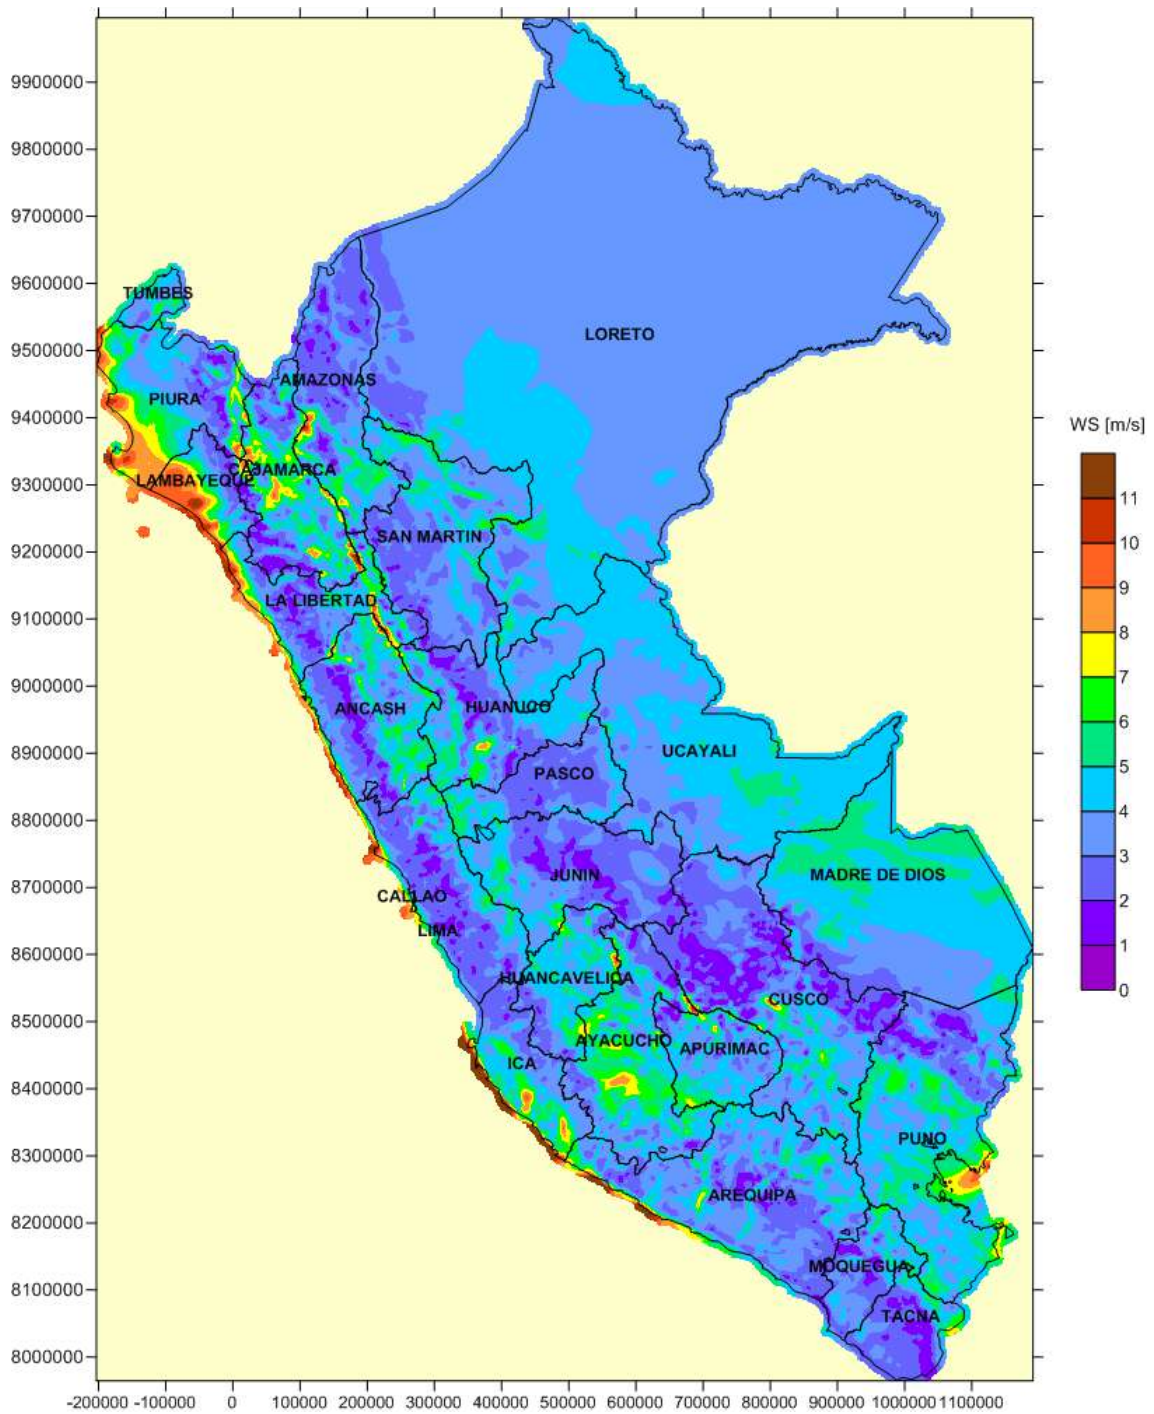 9900000
9800000
9700000
9600000
9500000
9400000
9300000
9200000
9100000
9000000
8900000
8800000
8700000
8600000
8500000
8400000
8300000
8200000
8100000
8000000
TUMBES
LORETO
AMAZONAS
PIURA
CAJAMARCA
LAMBAYEQUE
SAN MARTIN
LA LIBERTAD
ANCASH
HUANUCO
UCAYALI
PASCO
JUNIN
MADRE DE DIOS
CALLAO
LIMA
HUANCAVELICA
CUSCO
AYACUCHO
APURIMAC
ICA
PUNO
AREQUIPA
MOQUEGUA
TACNA
WS [m/s]
11
10
9
8
7
6
5
4
3
2
1
0
-200000 -100000 0 100000 200000 300000 400000 500000 600000 700000 800000 900000 1000000 1100000